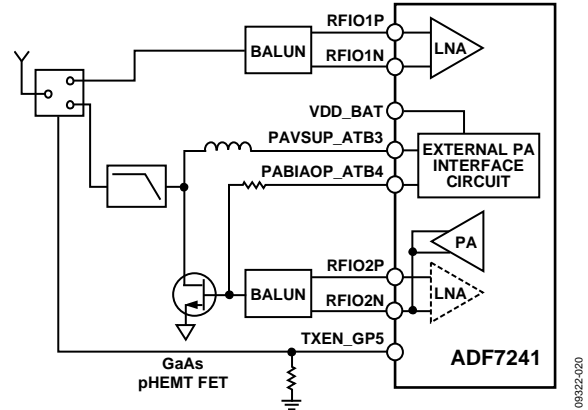 RFIO1P
BALUN
LNA
RFIO1N
VDD_BAT
PAVSUP_ATB3
EXTERNAL PA
INTERFACE
CIRCUIT
PABIAOP_ATB4
PA
RFIO2P
BALUN
LNA
RFIO2N
TXEN_GP5
ADF7241
GaAs
pHEMT FET
09322-020